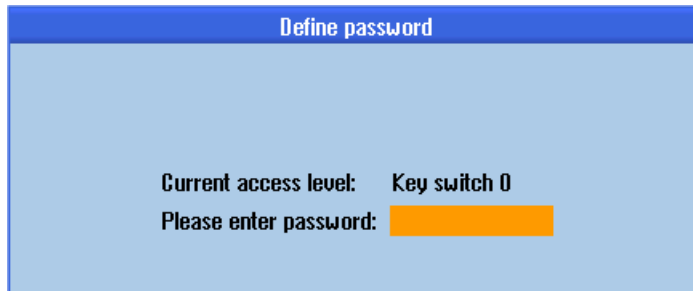 Define password
Current access level: Key switch 0
Please enter password: